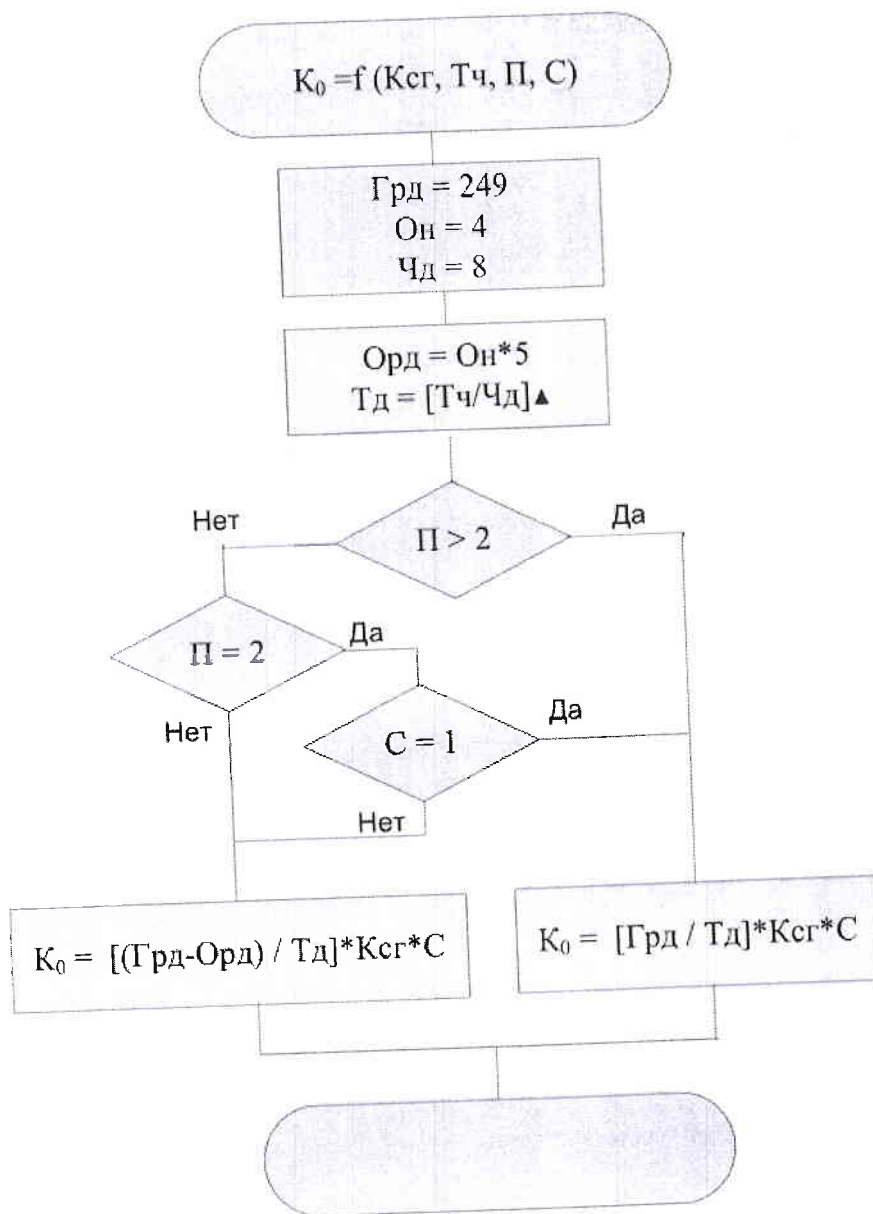 K₀ =f (Ксг, Тч, П, С)
Грд = 249
Он = 4
Чд = 8
Орд = Он*5
Тд = [Тч/Чд]▲
Нет
Да
П > 2
П = 2
Да
Нет
С = 1
Да
Нет
K₀ = [(Грд-Орд) / Тд]*Ксг*С
K₀ = [Грд / Тд]*Ксг*С